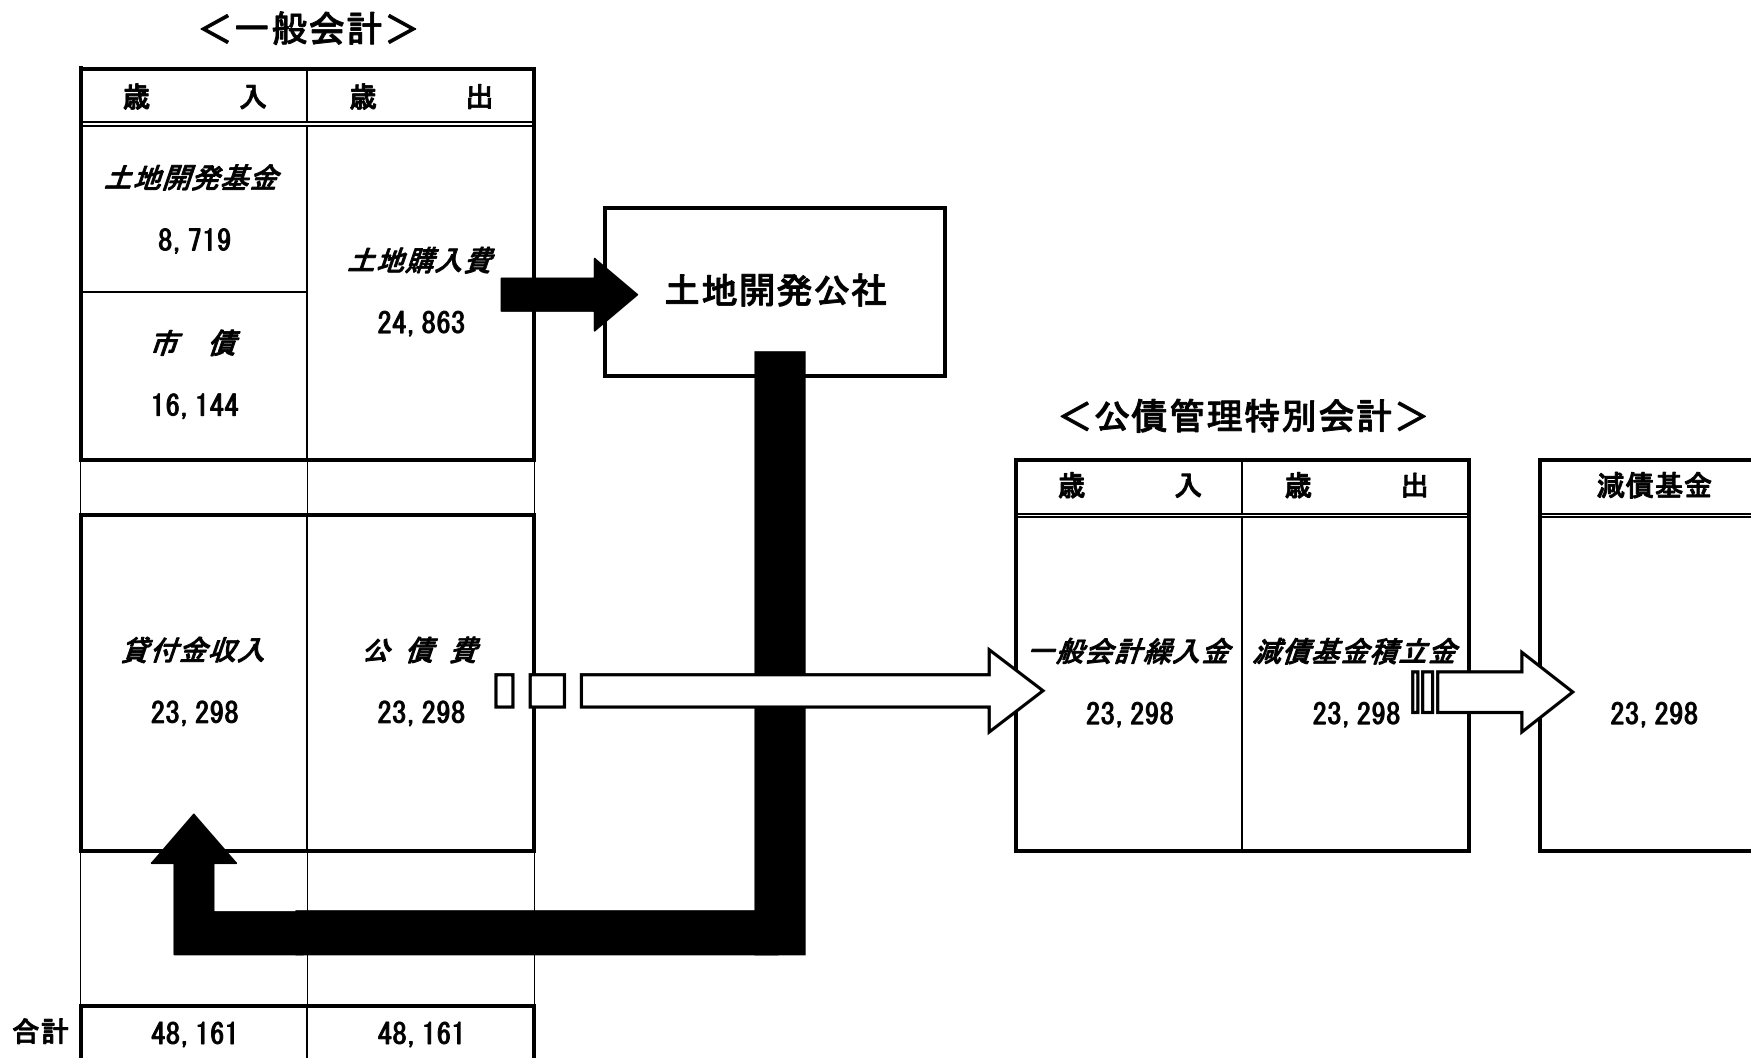 ＜一般会計＞
歳　入　歳　出
土地開発基金
8,719
市　債
16,144
土地購入費
24,863
土地開発公社
貸付金収入
23,298
公 債 費
23,298
合計　48,161　48,161
＜公債管理特別会計＞
歳　入　歳　出
一般会計繰入金
23,298
減債基金積立金
23,298
減債基金
23,298